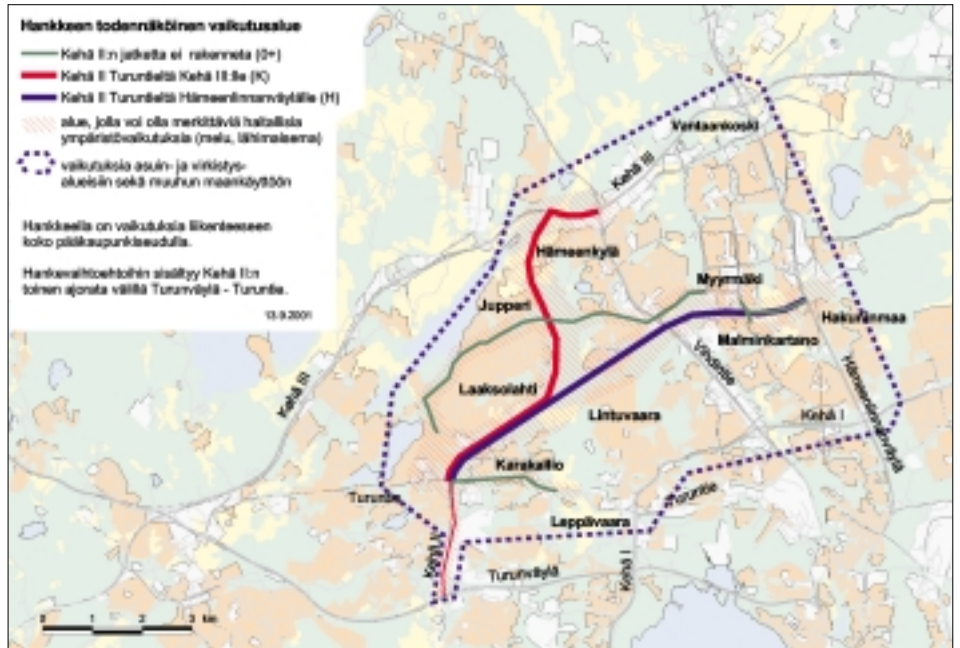 Hankkeen todennäköinen vaikutusalue
Kehä II:n jatketta ei rakenneta (0+)
Kehä II Turuntieltä Kehä III:lle (K)
Kehä II Turuntieltä Hämeenlinnanväylälle (H)
alue, jolla voi olla merkittäviä haitallisia
ympäristövaikutuksia (melu, lähimaisema)
vaikutuksia asuin- ja virkistys-
alueisiin sekä muuhun maankäyttöön
Hankkeella on vaikutuksia liikenteeseen
koko pääkaupunkiseudulla.
Hankevaihtoehtoihin sisältyy Kehä II:n
toinen ajorata välillä Turunväylä - Turuntie.
13.9.2001
Vantaankoski
Kehä III
Hämeenkylä
Myyrmäki
Jupperi
Hakuninmaa
Malminkartano
Vihdintie
Hämeenlinnanväylä
Kehä III
Laaksolahti
Lintuvaara
Kehä I
Karakallio
Turuntie
Turuntie
Leppävaara
Kehä II
Turunväylä
Kehä I
0 1 2 3 km